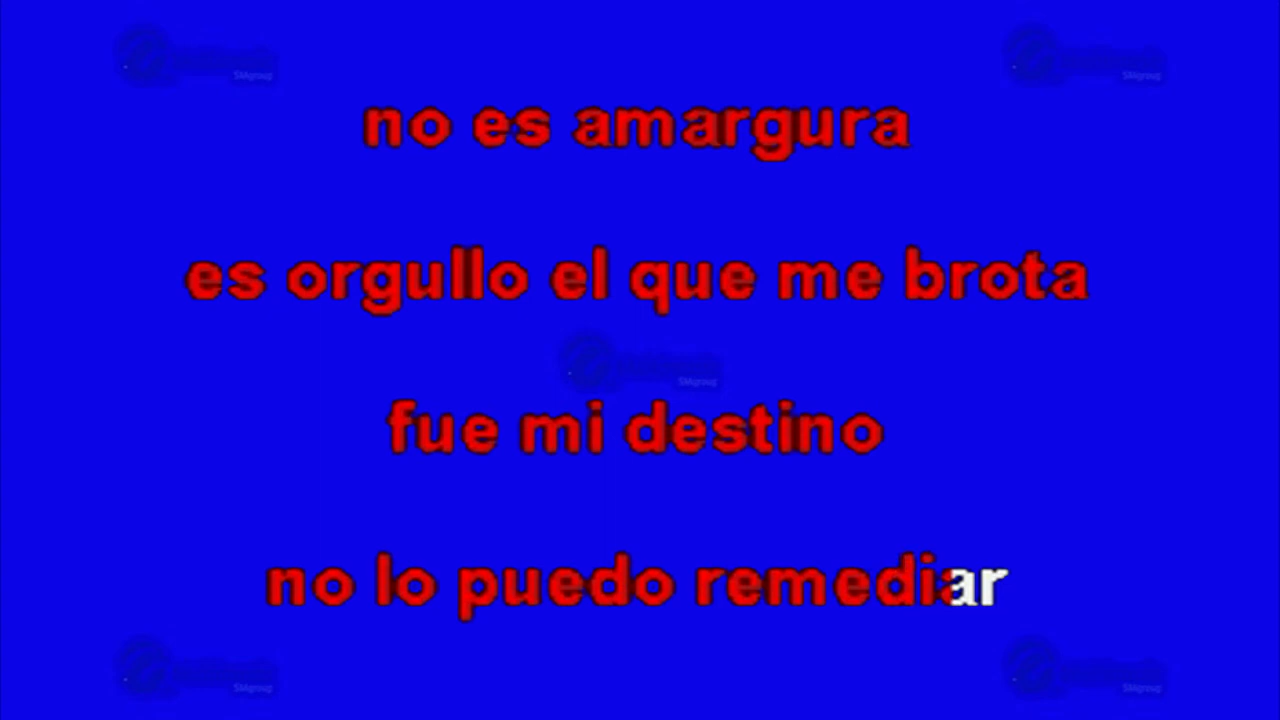 no es amargura
es orgullo el que me brota
fue mi destino
no lo puedo remediar